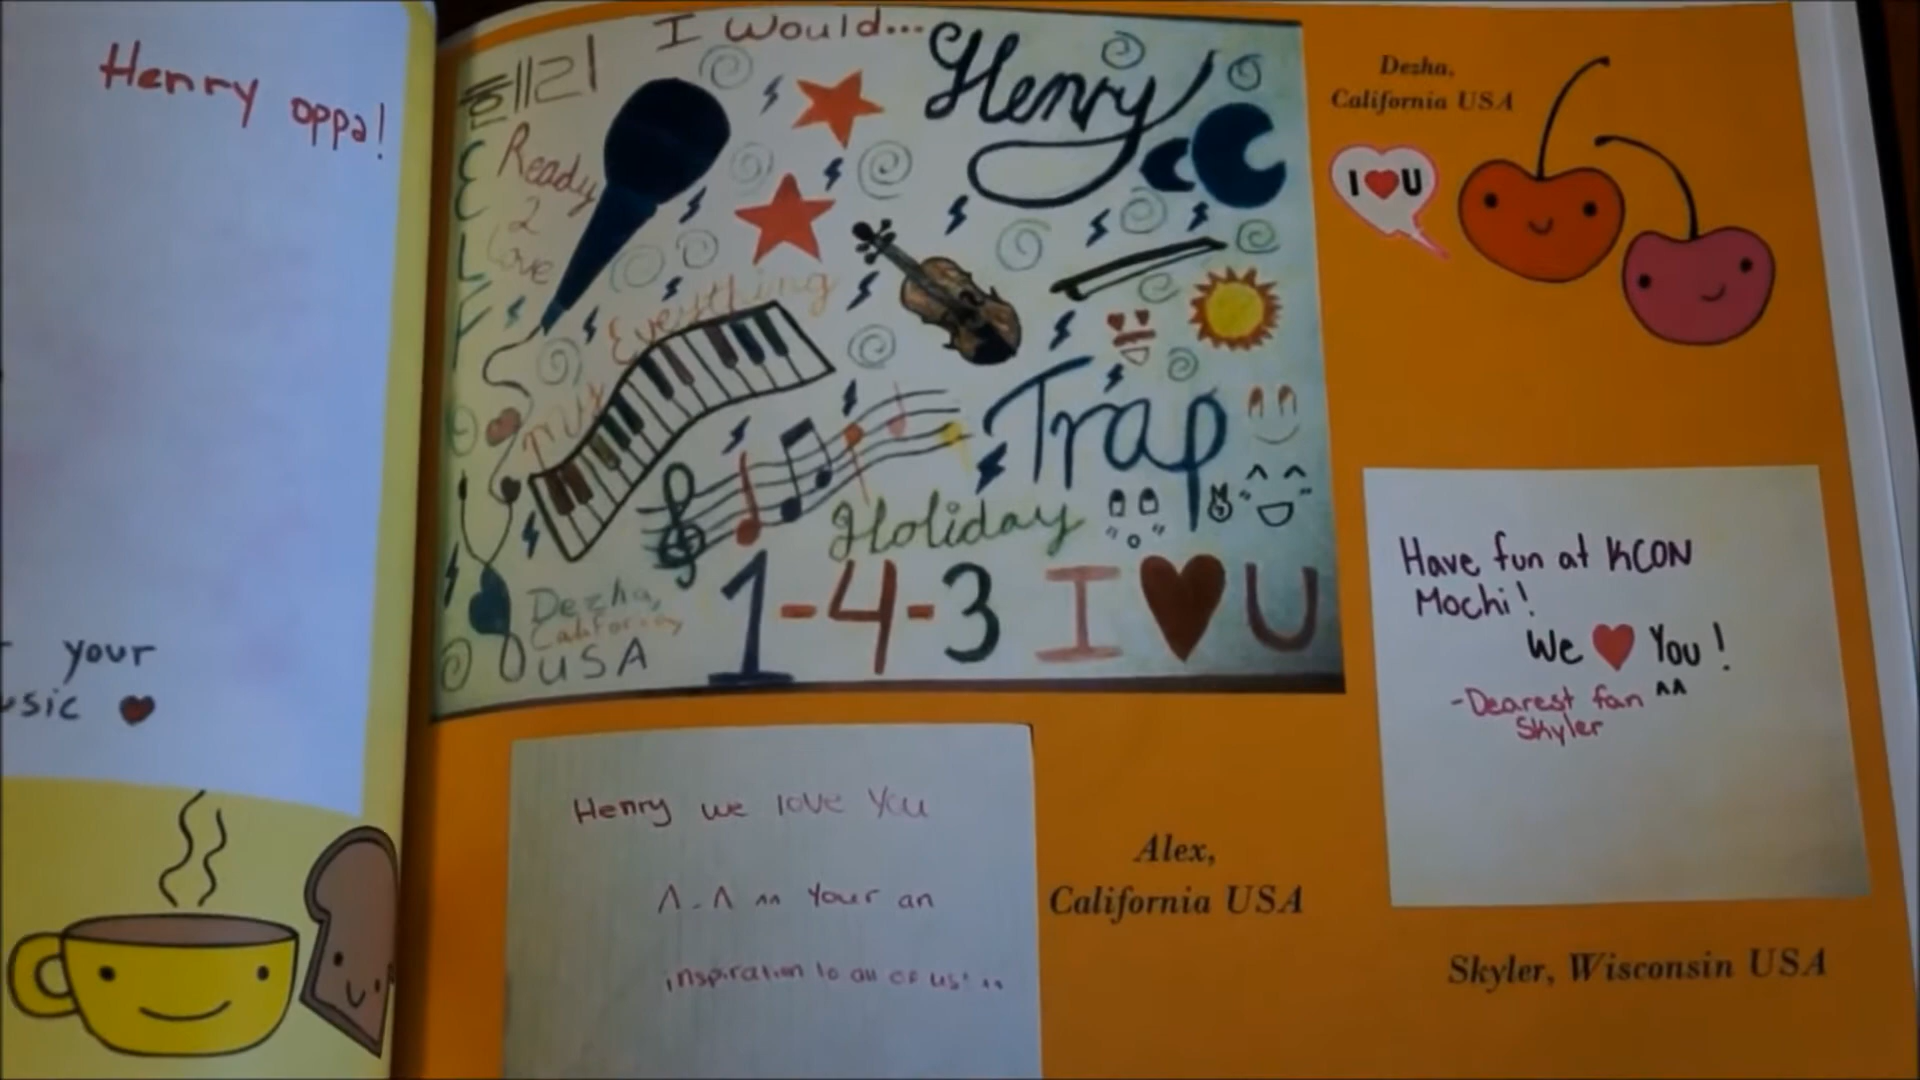 Henry oppa!
your
usic
I Would...
헨리
Henry
Ready
2
Love
ELF
My Everything
Trap
Holiday
1-4-3 I ♥ U
Dezha,
California
USA
Dezha,
California USA
I ♥ U
Have fun at KCON
Mochi!
We ♥ You!
-Dearest fan ^^
Skyler
Skyler, Wisconsin USA
Henry we love you
^-^ ^^ Your an
inspiration to all of us! ^^
Alex,
California USA